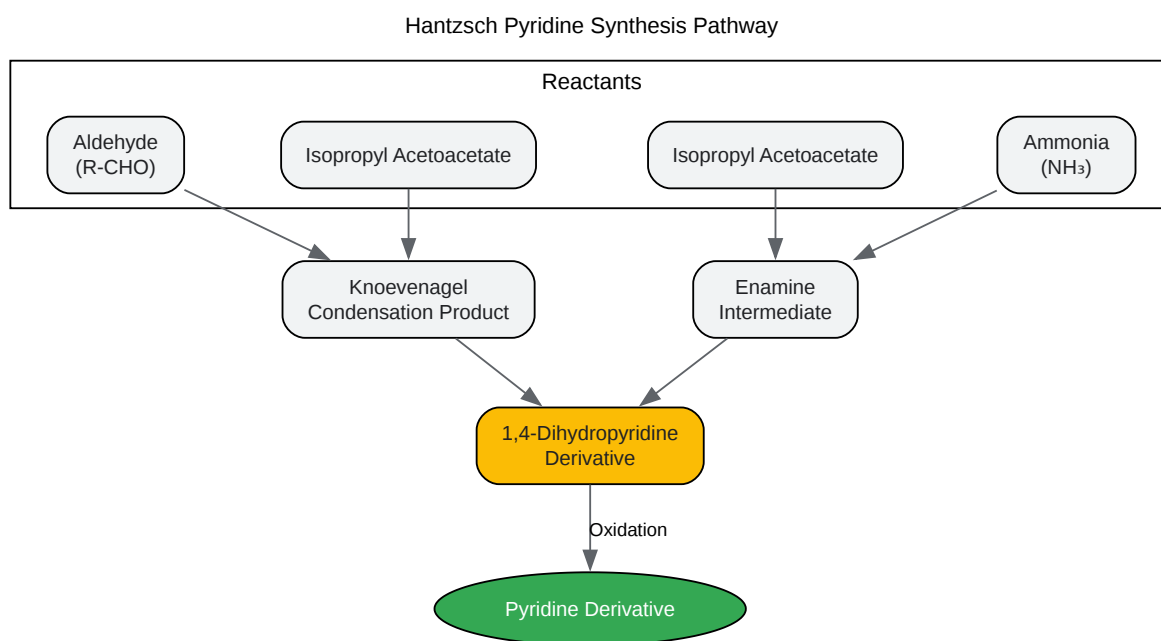 Hantzsch Pyridine Synthesis Pathway
Reactants
Aldehyde
(R-CHO)
Isopropyl Acetoacetate
Isopropyl Acetoacetate
Ammonia
(NH₃)
Knoevenagel
Condensation Product
Enamine
Intermediate
1,4-Dihydropyridine
Derivative
Oxidation
Pyridine Derivative